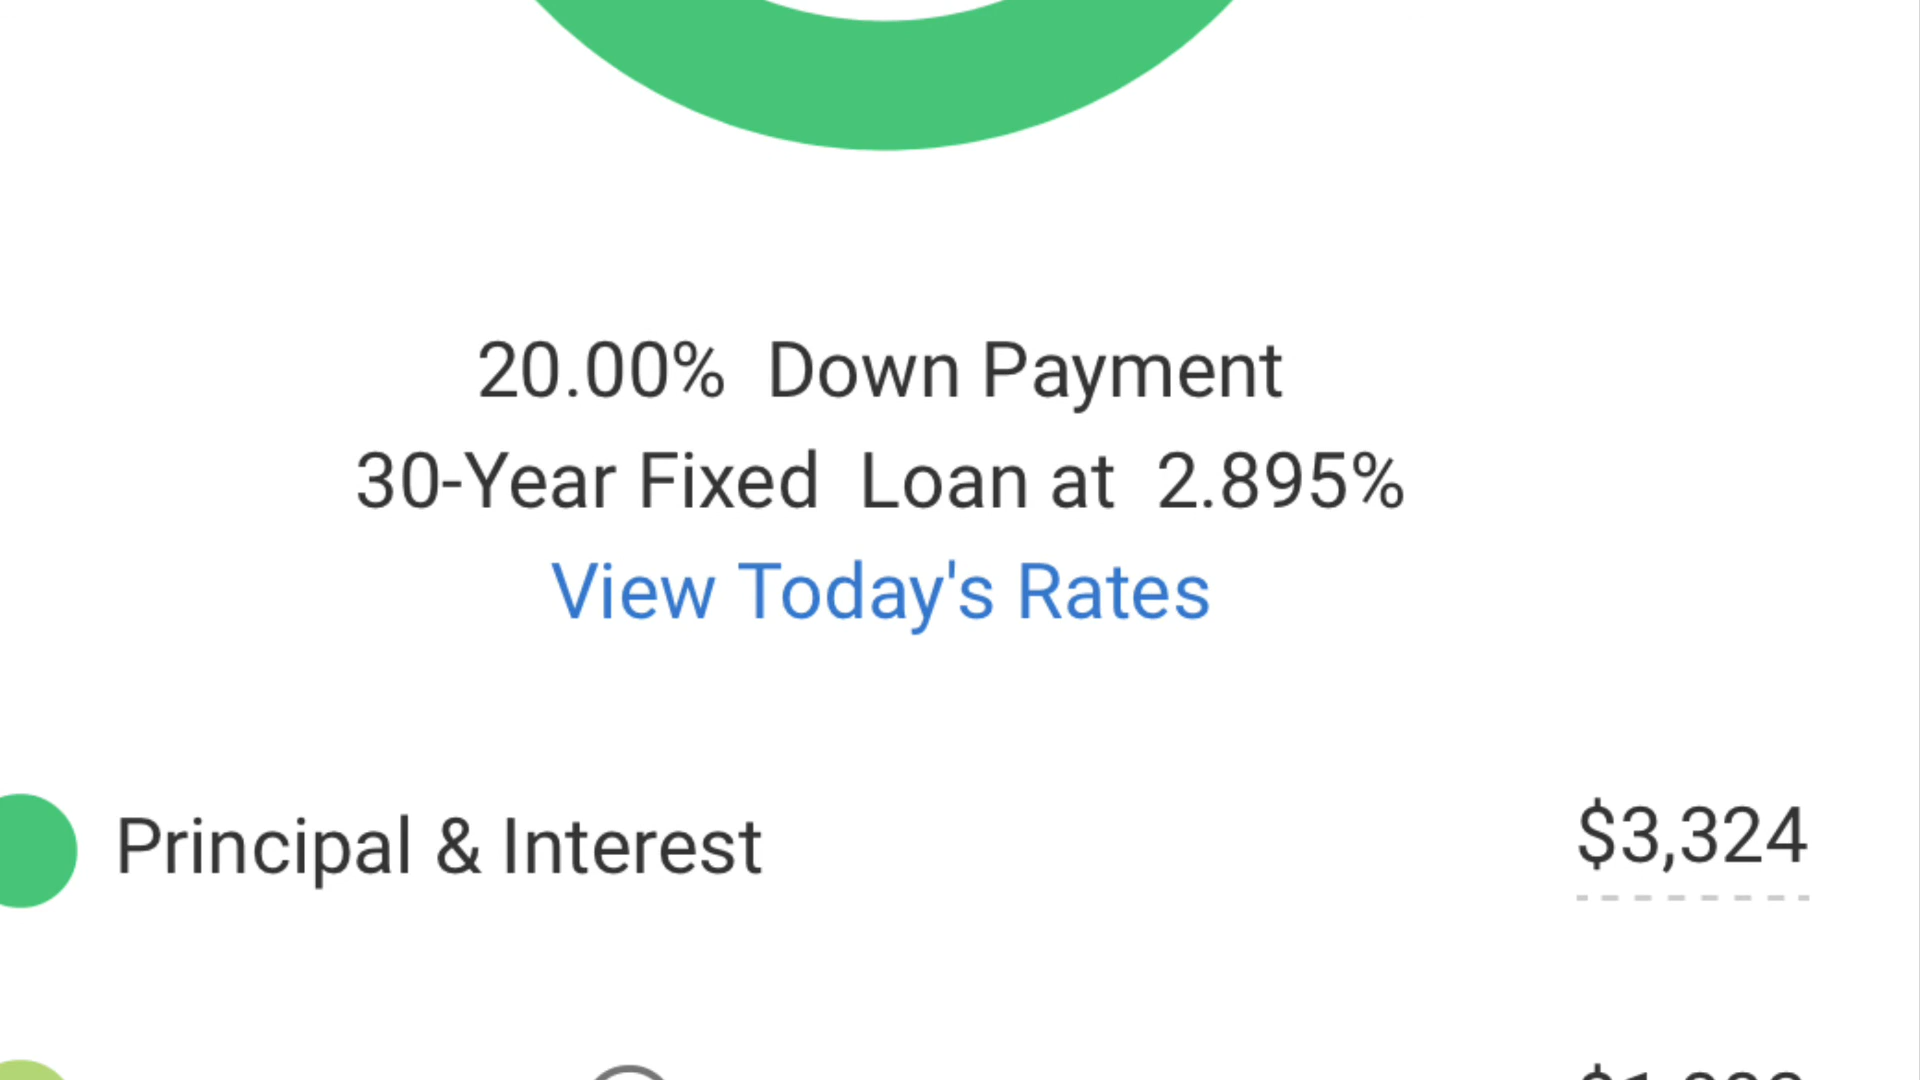 20.00% Down Payment
30-Year Fixed Loan at 2.895%
View Today's Rates
Principal & Interest
$3,324